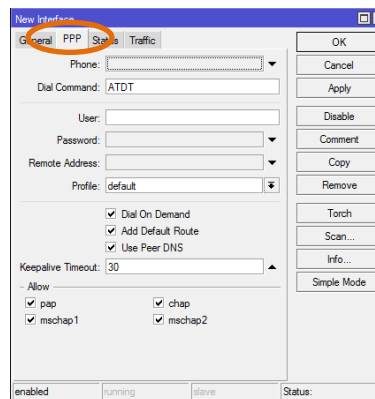 New Interface
General PPP Status Traffic
OK
Phone:
Cancel
Dial Command: ATDT
Apply
User:
Disable
Password:
Comment
Remote Address:
Copy
Profile: default
Remove
Dial On Demand
Torch
Add Default Route
Scan...
Use Peer DNS
Info...
Keepalive Timeout: 30
Simple Mode
Allow
pap chap
mschap1 mschap2
enabled running slave Status: